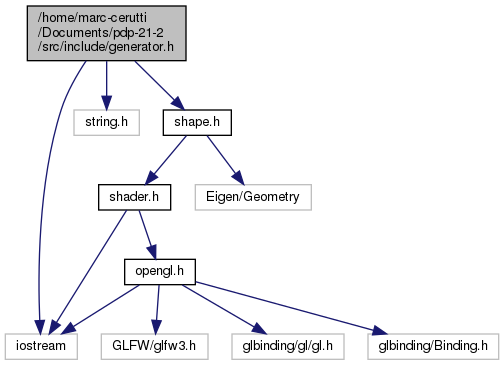 /home/marc-cerutti
/Documents/pdp-21-2
/src/include/generator.h
string.h
shape.h
shader.h
Eigen/Geometry
opengl.h
iostream
GLFW/glfw3.h
glbinding/gl/gl.h
glbinding/Binding.h